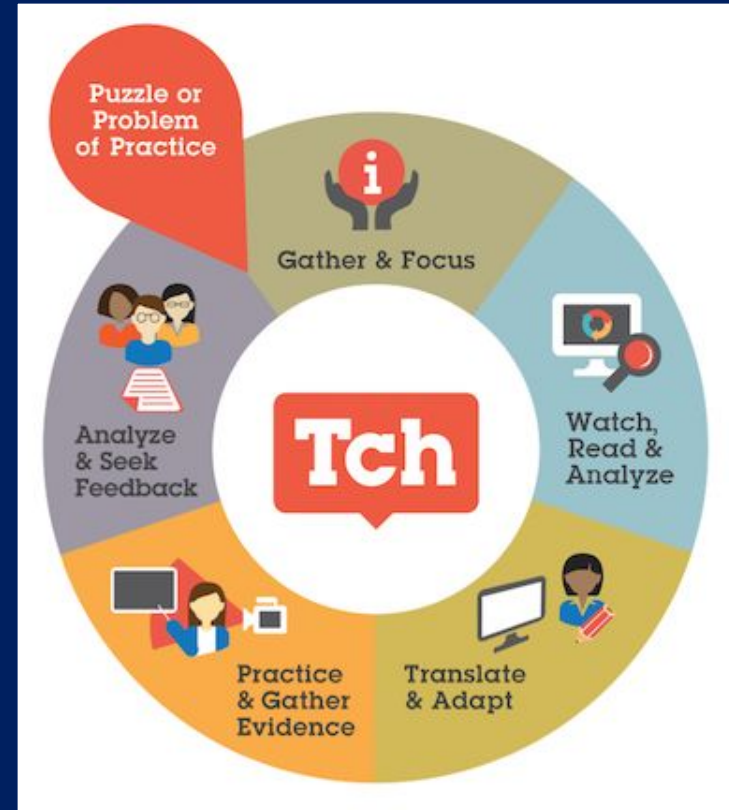 Puzzle or
Problem
of Practice
i
Gather & Focus
Watch,
Read &
Analyze
Translate
& Adapt
Practice
& Gather
Evidence
Analyze
& Seek
Feedback
Tch